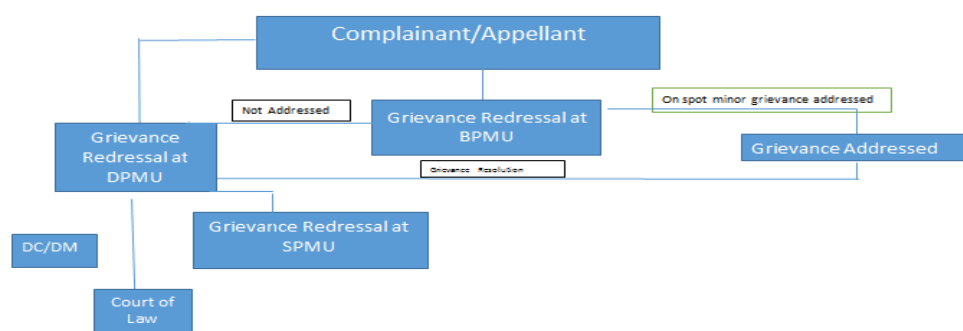 Complainant/Appellant
On spot minor grievance addressed
Not Addressed
Grievance Redressal at
BPMU
Grievance
Redressal at
DPMU
Grievance Addressed
Grievance Resolution
Grievance Redressal at
SPMU
DC/DM
Court of
Law